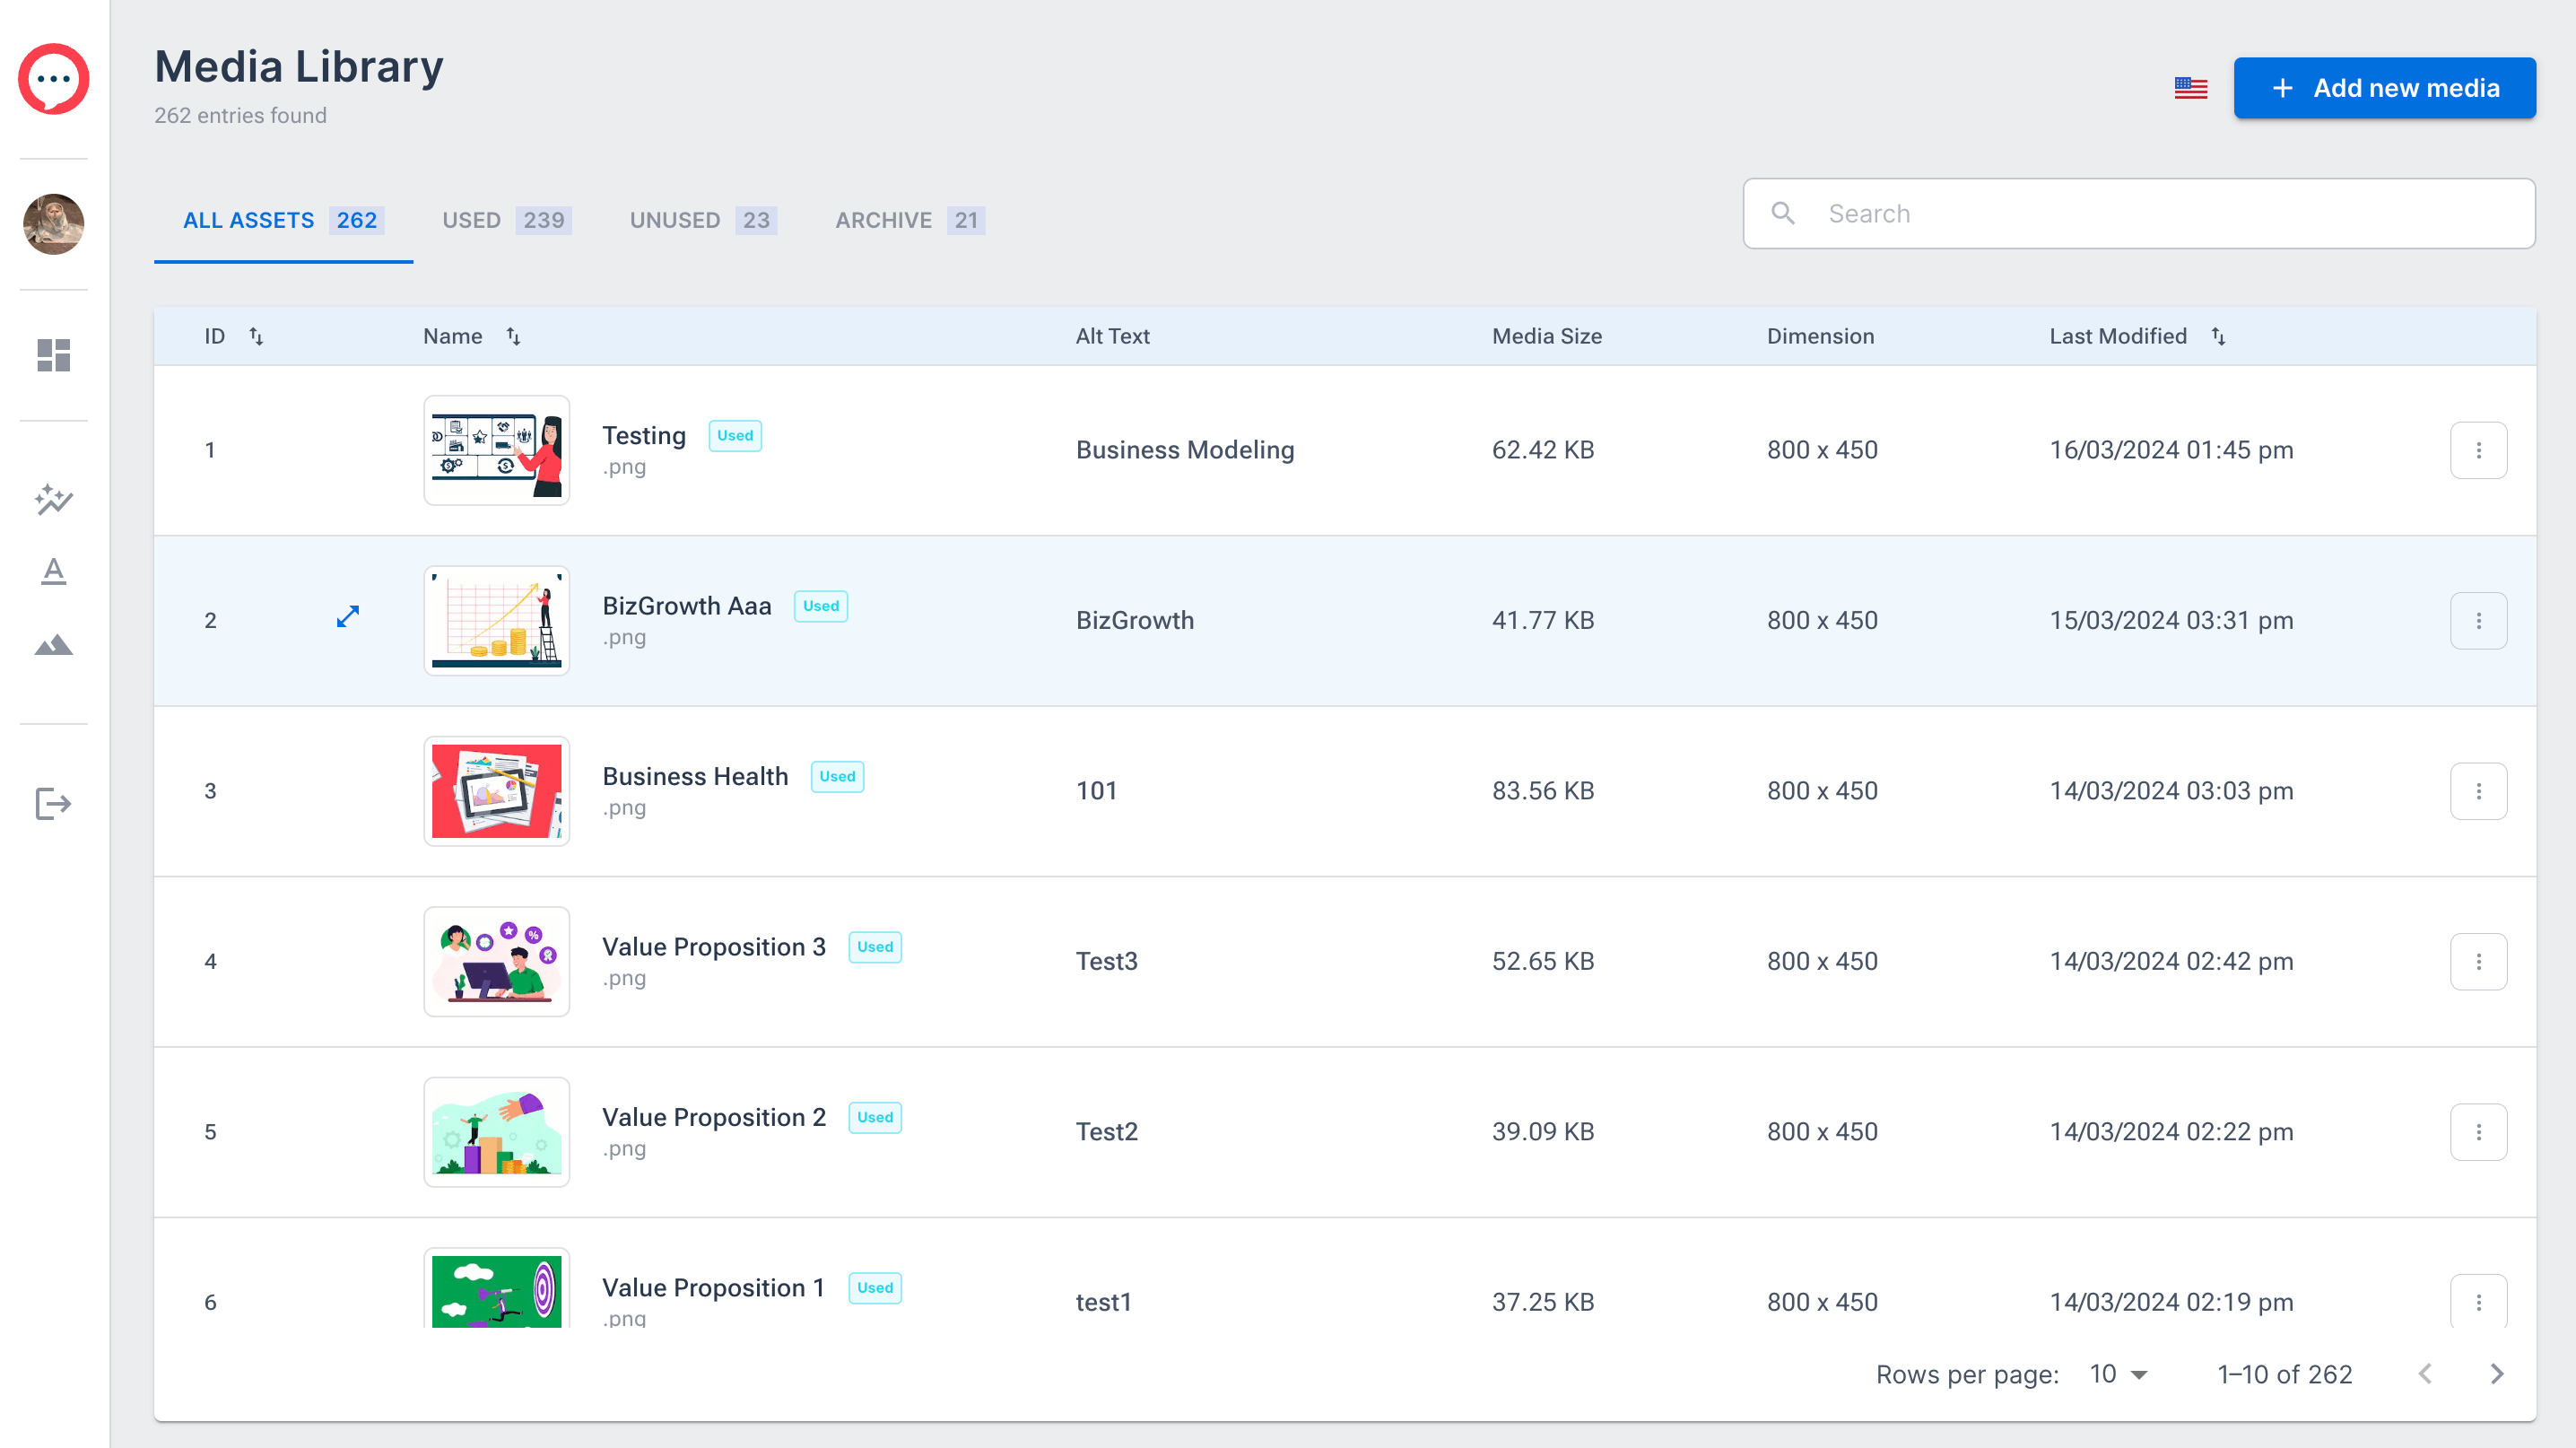 Media Library
262 entries found
Add new media
ALL ASSETS 262 USED 239 UNUSED 23 ARCHIVE 21
Search
ID Name Alt Text Media Size Dimension Last Modified
1 Testing Used Business Modeling 62.42 KB 800 x 450 16/03/2024 01:45 pm
.png
2 BizGrowth Aaa Used BizGrowth 41.77 KB 800 x 450 15/03/2024 03:31 pm
.png
3 Business Health Used 101 83.56 KB 800 x 450 14/03/2024 03:03 pm
.png
4 Value Proposition 3 Used Test3 52.65 KB 800 x 450 14/03/2024 02:42 pm
.png
5 Value Proposition 2 Used Test2 39.09 KB 800 x 450 14/03/2024 02:22 pm
.png
6 Value Proposition 1 Used test1 37.25 KB 800 x 450 14/03/2024 02:19 pm
.png
Rows per page: 10 1–10 of 262